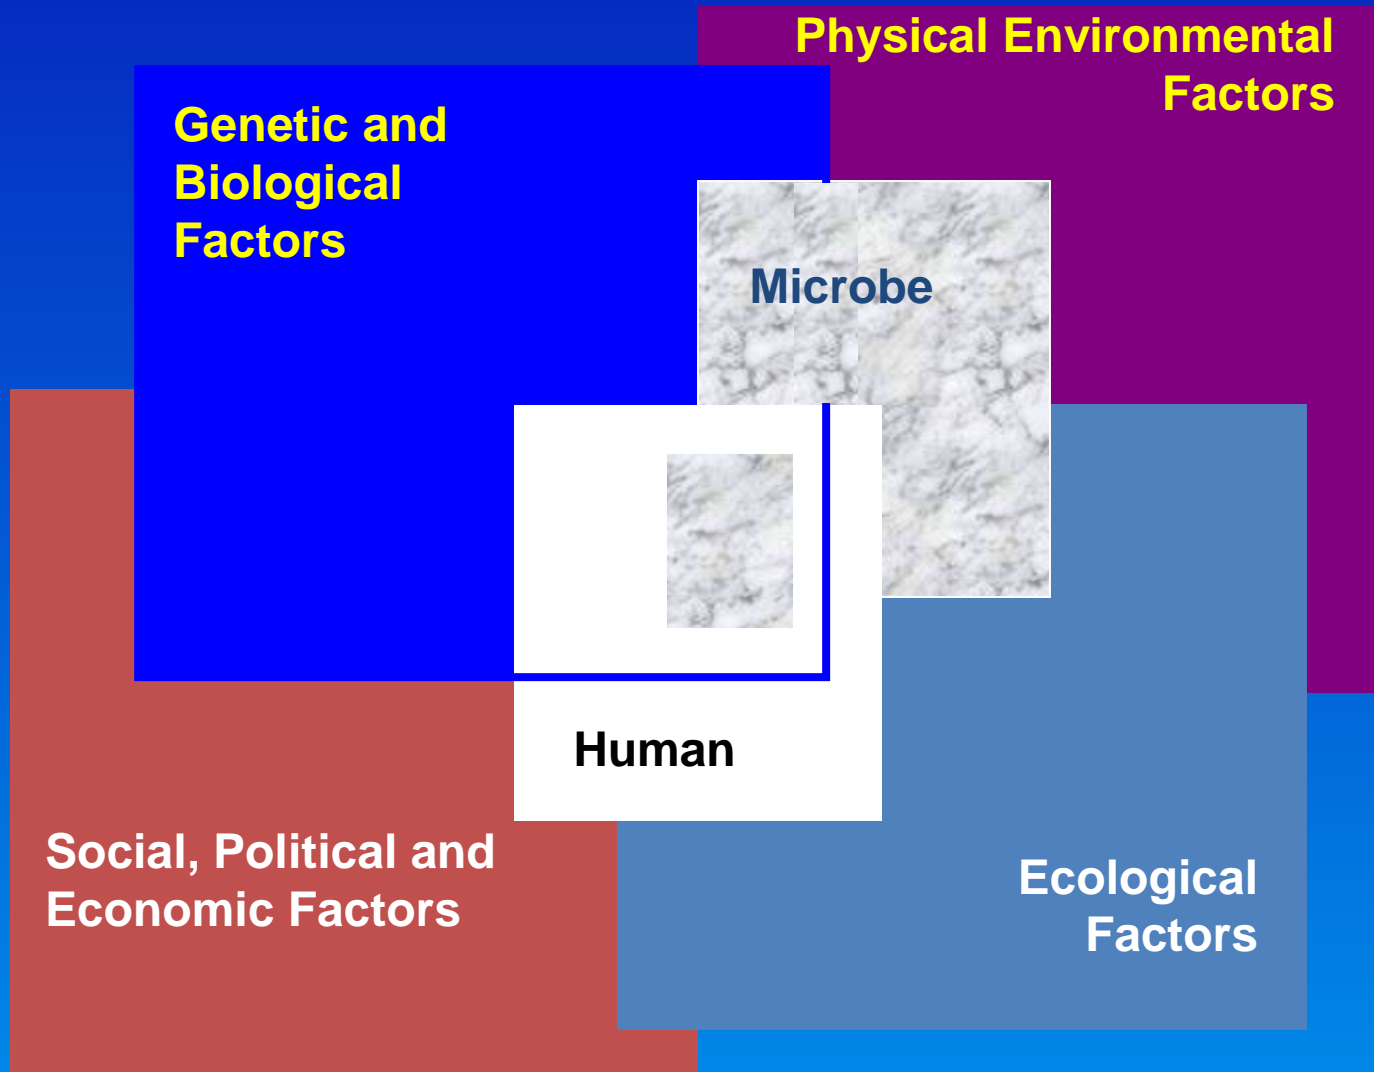 Physical Environmental
Factors
Genetic and
Biological
Factors
Microbe
Human
Social, Political and
Economic Factors
Ecological
Factors